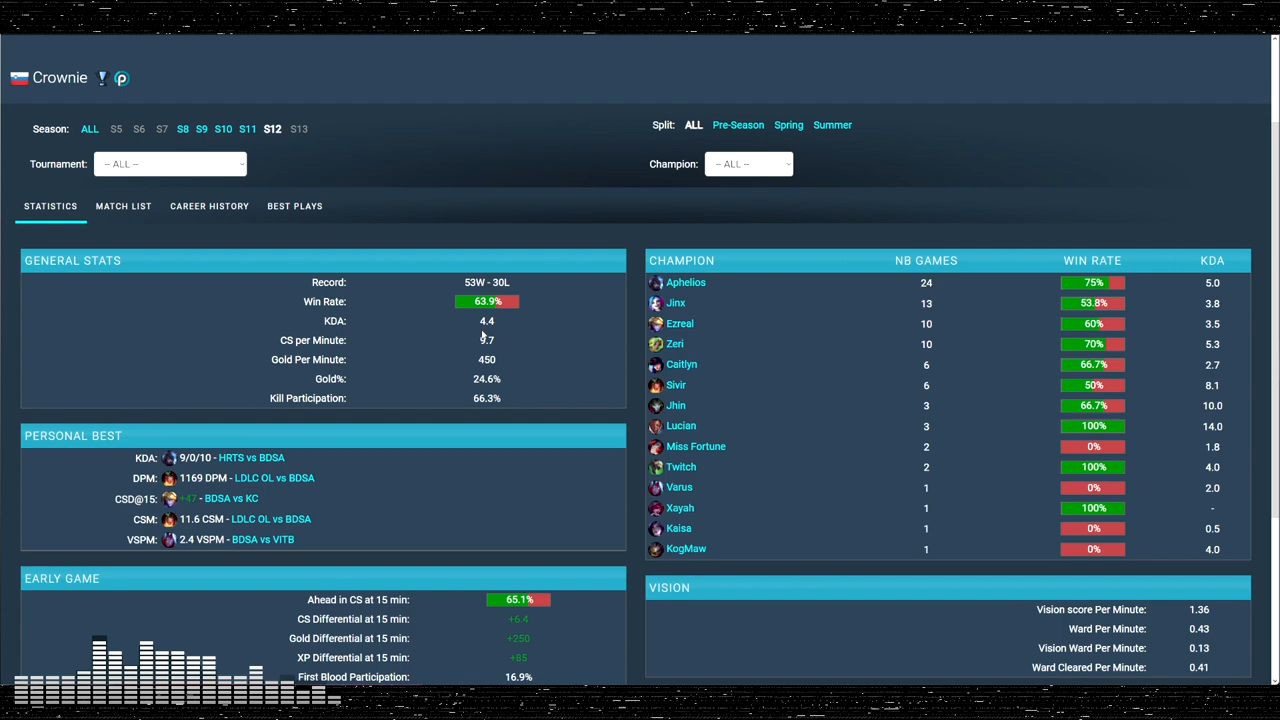 Crownie
Season: ALL S5 S6 S7 S8 S9 S10 S11 S12 S13
Split: ALL Pre-Season Spring Summer
Tournament: -- ALL --
Champion: -- ALL --
STATISTICS MATCH LIST CAREER HISTORY BEST PLAYS
GENERAL STATS
Record: 53W - 30L
Win Rate: 63.9%
KDA: 4.4
CS per Minute: 9.7
Gold Per Minute: 450
Gold%: 24.6%
Kill Participation: 66.3%
PERSONAL BEST
KDA: 9/0/10 - HRTS vs BDSA
DPM: 1169 DPM - LDLC OL vs BDSA
CSD@15: +47 - BDSA vs KC
CSM: 11.6 CSM - LDLC OL vs BDSA
VSPM: 2.4 VSPM - BDSA vs VITB
EARLY GAME
Ahead in CS at 15 min: 65.1%
CS Differential at 15 min: +6.4
Gold Differential at 15 min: +250
XP Differential at 15 min: +85
First Blood Participation: 16.9%
CHAMPION NB GAMES WIN RATE KDA
Aphelios 24 75% 5.0
Jinx 13 53.8% 3.8
Ezreal 10 60% 3.5
Zeri 10 70% 5.3
Caitlyn 6 66.7% 2.7
Sivir 6 50% 8.1
Jhin 3 66.7% 10.0
Lucian 3 100% 14.0
Miss Fortune 2 0% 1.8
Twitch 2 100% 4.0
Varus 1 0% 2.0
Xayah 1 100% -
Kaisa 1 0% 0.5
KogMaw 1 0% 4.0
VISION
Vision score Per Minute: 1.36
Ward Per Minute: 0.43
Vision Ward Per Minute: 0.13
Ward Cleared Per Minute: 0.41